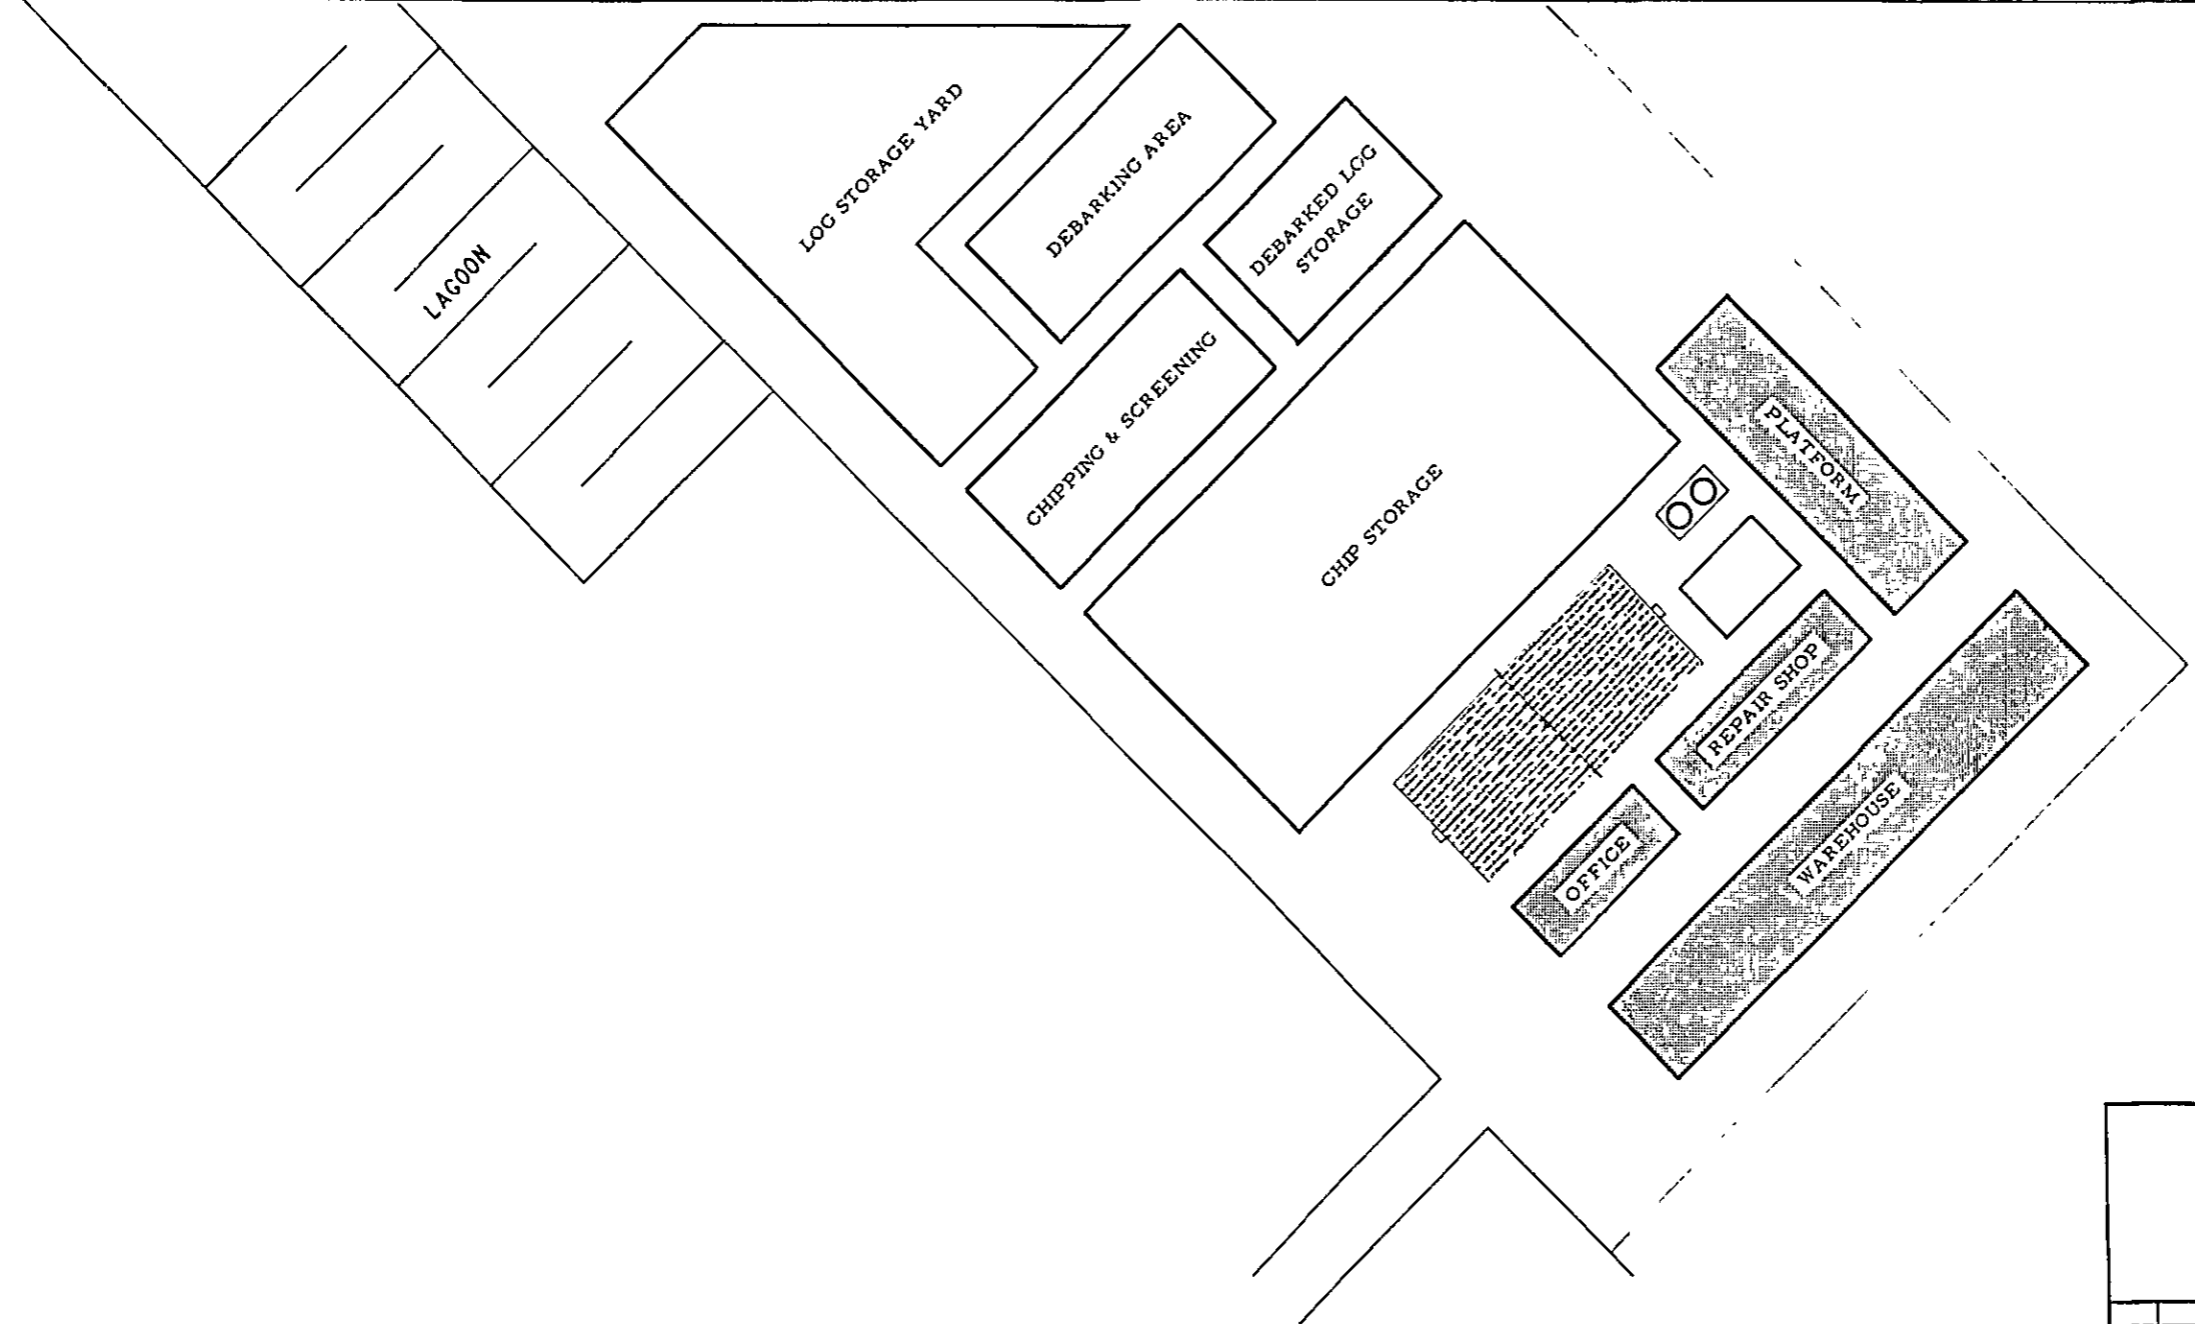 LOG STORAGE YARD
DEBARKING AREA
DEBARKED LOG
STORAGE
LAGOON
CHIPPING & SCREENING
CHIP STORAGE
PLATFORM
REPAIR SHOP
OFFICE
WAREHOUSE